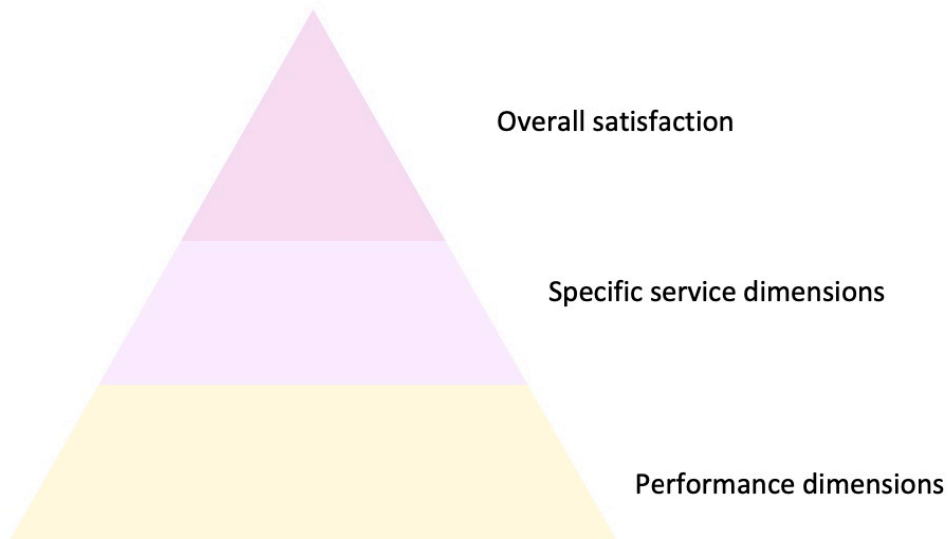 Overall satisfaction
Specific service dimensions
Performance dimensions